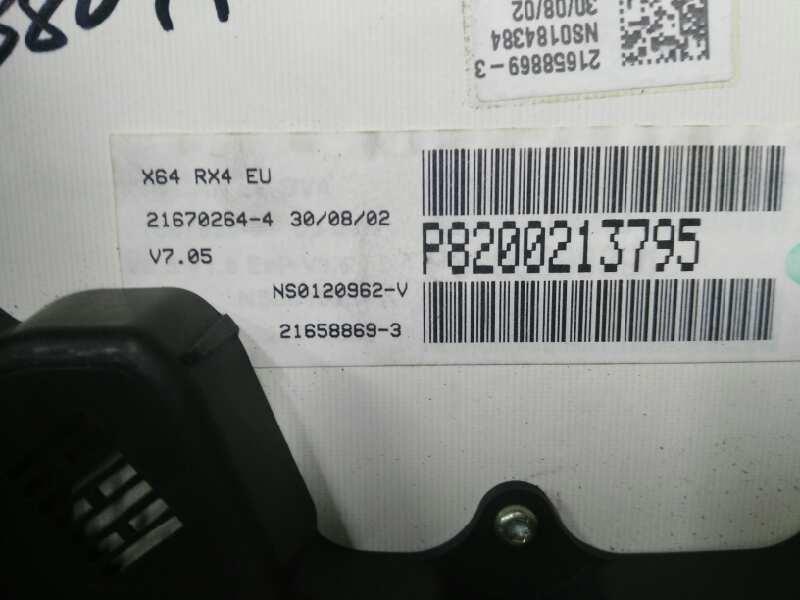 21658869-3
NS0184384
30/08/02
X64 RX4 EU
21670264-4 30/08/02
V7.05
P8200213795
NS0120962-V
21658869-3